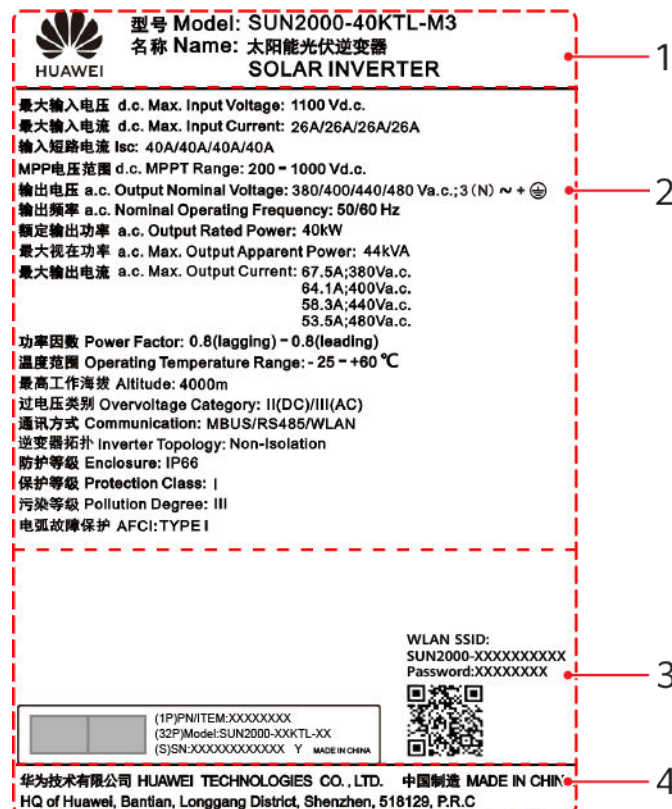 HUAWEI
型号 Model: SUN2000-40KTL-M3
名称 Name: 太阳能光伏逆变器
SOLAR INVERTER
1
最大输入电压 d.c. Max. Input Voltage: 1100 Vd.c.
最大输入电流 d.c. Max. Input Current: 26A/26A/26A/26A
输入短路电流 Isc: 40A/40A/40A/40A
MPP电压范围 d.c. MPPT Range: 200 - 1000 Vd.c.
输出电压 a.c. Output Nominal Voltage: 380/400/440/480 Va.c.;3(N) ~ + ⏚
2
输出频率 a.c. Nominal Operating Frequency: 50/60 Hz
额定输出功率 a.c. Output Rated Power: 40kW
最大视在功率 a.c. Max. Output Apparent Power: 44kVA
最大输出电流 a.c. Max. Output Current: 67.5A;380Va.c.
64.1A;400Va.c.
58.3A;440Va.c.
53.5A;480Va.c.
功率因数 Power Factor: 0.8(lagging) - 0.8(leading)
温度范围 Operating Temperature Range: - 25 - +60 ℃
最高工作海拔 Altitude: 4000m
过电压类别 Overvoltage Category: II(DC)/III(AC)
通讯方式 Communication: MBUS/RS485/WLAN
逆变器拓扑 Inverter Topology: Non-Isolation
防护等级 Enclosure: IP66
保护等级 Protection Class: I
污染等级 Pollution Degree: III
电弧故障保护 AFCI:TYPE I
WLAN SSID:
SUN2000-XXXXXXXXXX
Password:XXXXXXXX
3
(1P)PN/ITEM:XXXXXXXX
(32P)Model:SUN2000-XXKTL-XX
(S)SN:XXXXXXXXXXXX Y MADE IN CHINA
华为技术有限公司 HUAWEI TECHNOLOGIES CO., LTD. 中国制造 MADE IN CHIN
4
HQ of Huawei, Bantian, Longgang District, Shenzhen, 518129, P.R.C